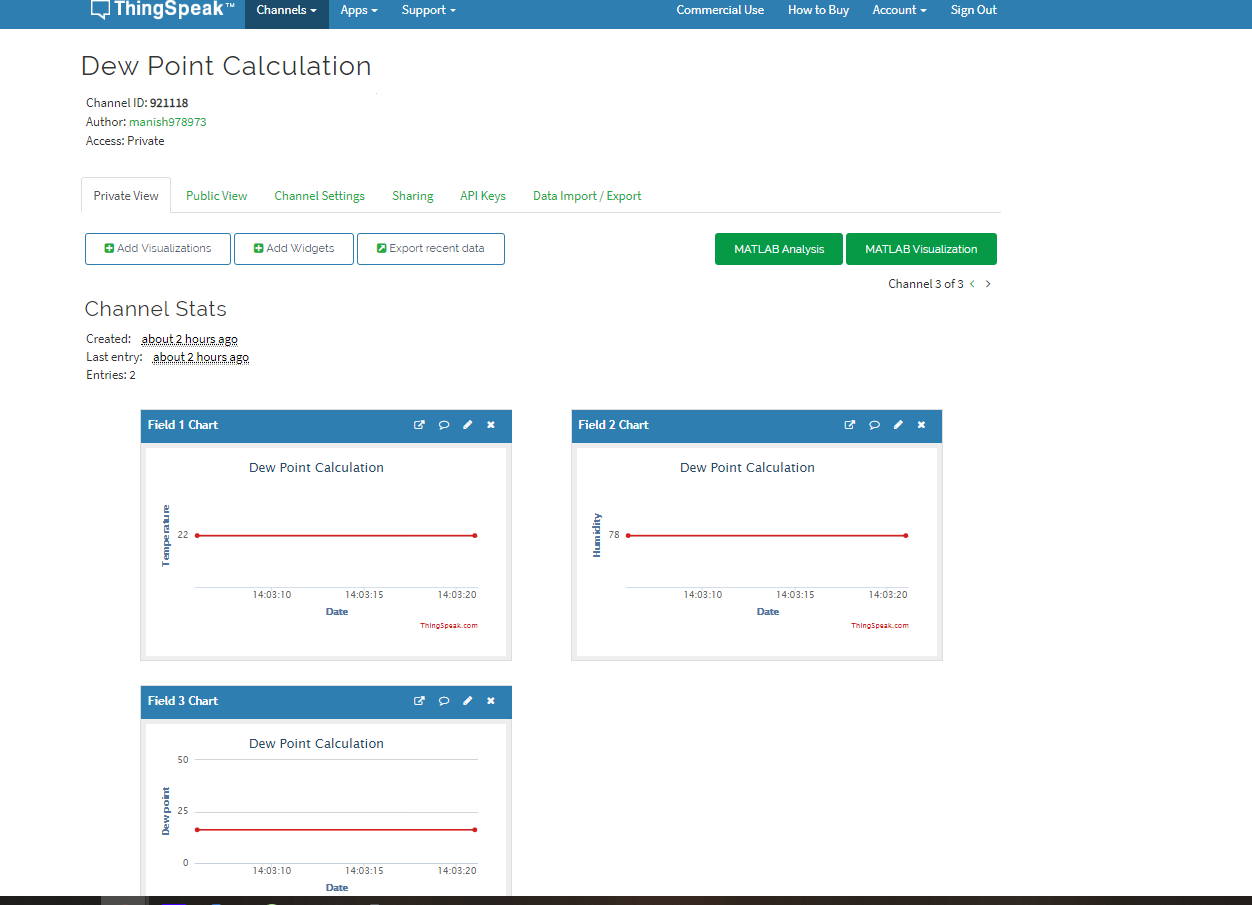 ThingSpeak™ Channels Apps Support Commercial Use How to Buy Account Sign Out
Dew Point Calculation
Channel ID: 921118
Author: manish978973
Access: Private
Private View Public View Channel Settings Sharing API Keys Data Import / Export
Add Visualizations Add Widgets Export recent data MATLAB Analysis MATLAB Visualization
Channel 3 of 3 < >
Channel Stats
Created: about 2 hours ago
Last entry: about 2 hours ago
Entries: 2
Field 1 Chart
Dew Point Calculation
Temperature
22
14:03:10 14:03:15 14:03:20
Date
ThingSpeak.com
Field 2 Chart
Dew Point Calculation
Humidity
78
14:03:10 14:03:15 14:03:20
Date
ThingSpeak.com
Field 3 Chart
Dew Point Calculation
Dew point
50
25
0
14:03:10 14:03:15 14:03:20
Date